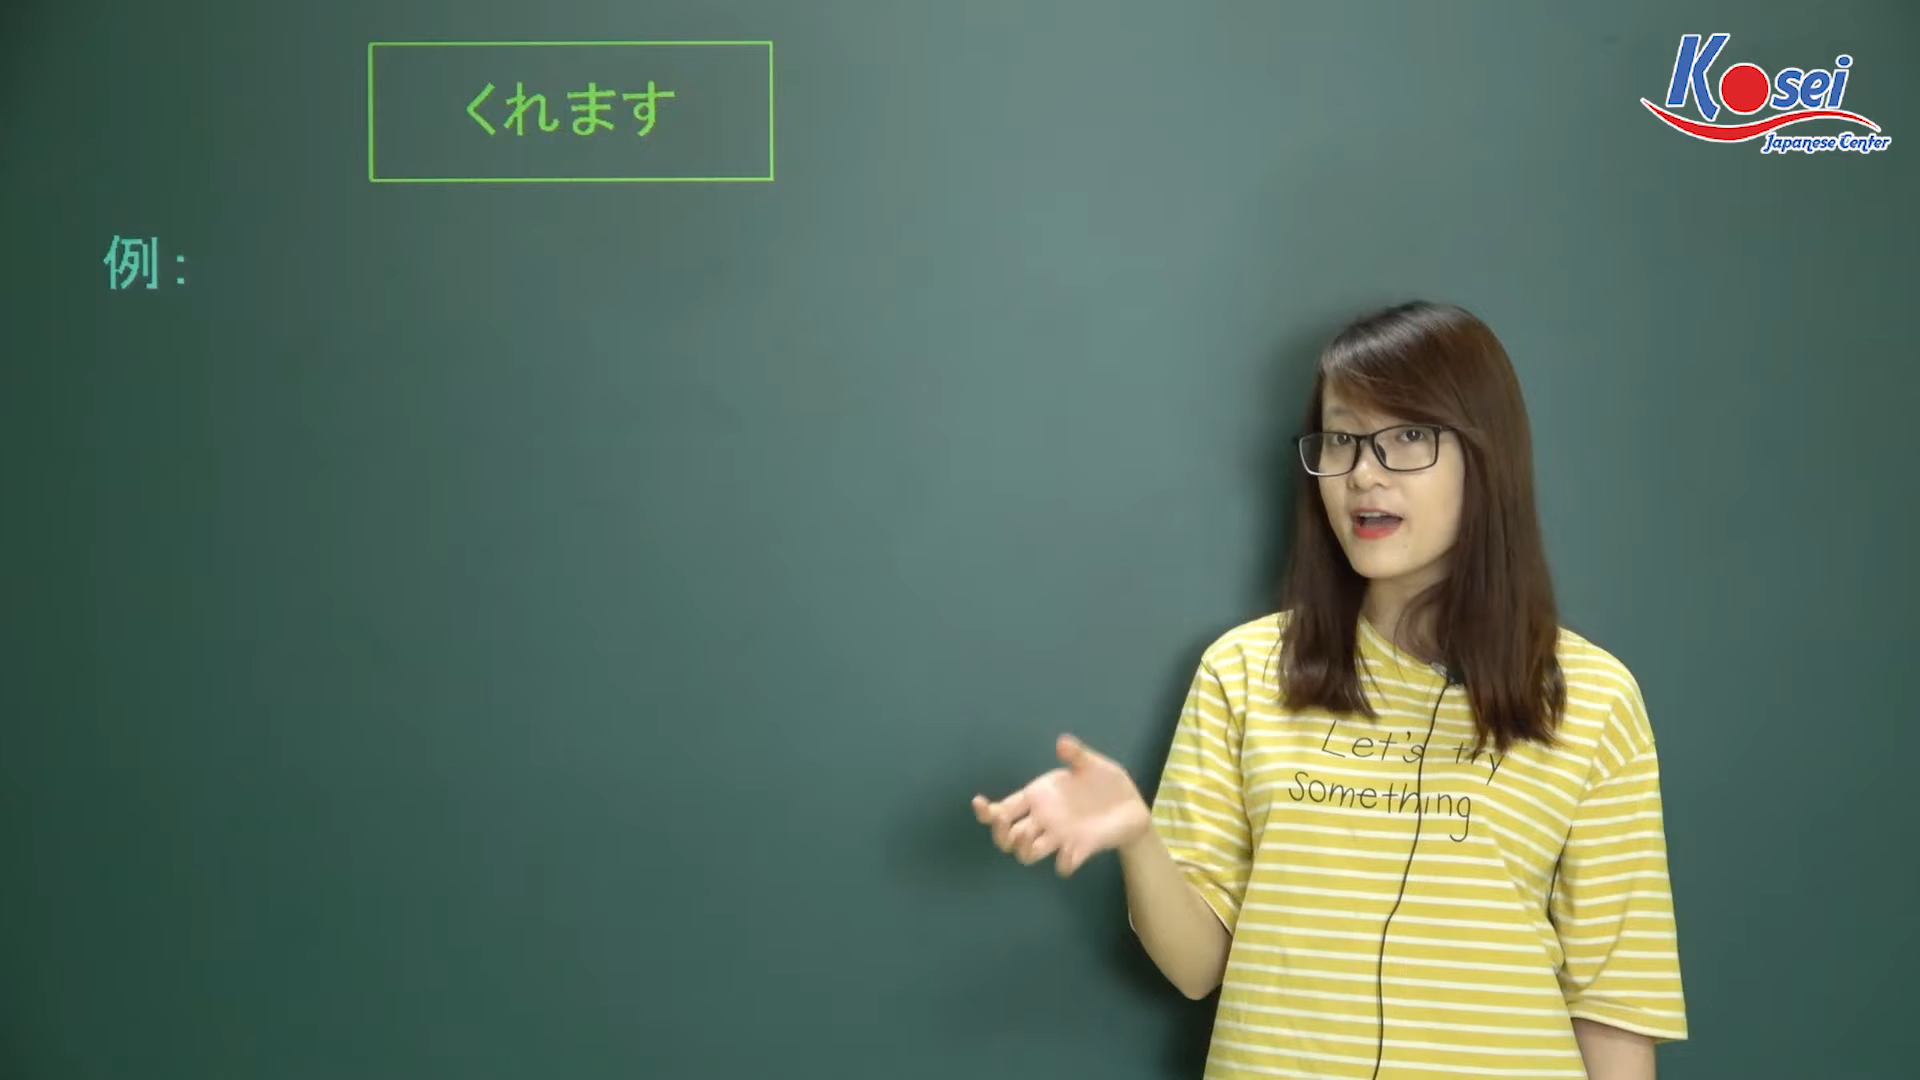 くれます
Kosei
Japanese Center
例:
Let's try
something